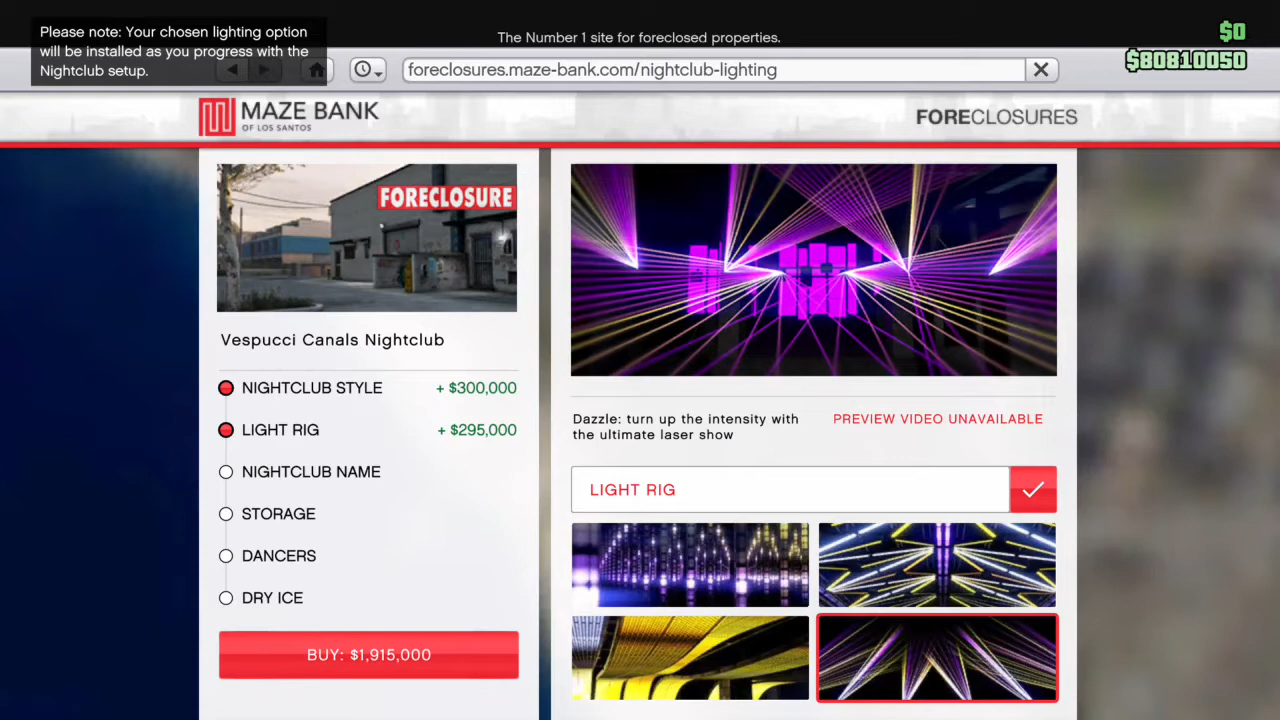 Please note: Your chosen lighting option
will be installed as you progress with the
Nightclub setup.
The Number 1 site for foreclosed properties.
$0
$80810050
foreclosures.maze-bank.com/nightclub-lighting
MAZE BANK
OF LOS SANTOS
FORECLOSURES
FORECLOSURE
Vespucci Canals Nightclub
NIGHTCLUB STYLE + $300,000
LIGHT RIG + $295,000
NIGHTCLUB NAME
STORAGE
DANCERS
DRY ICE
BUY: $1,915,000
Dazzle: turn up the intensity with
the ultimate laser show
PREVIEW VIDEO UNAVAILABLE
LIGHT RIG